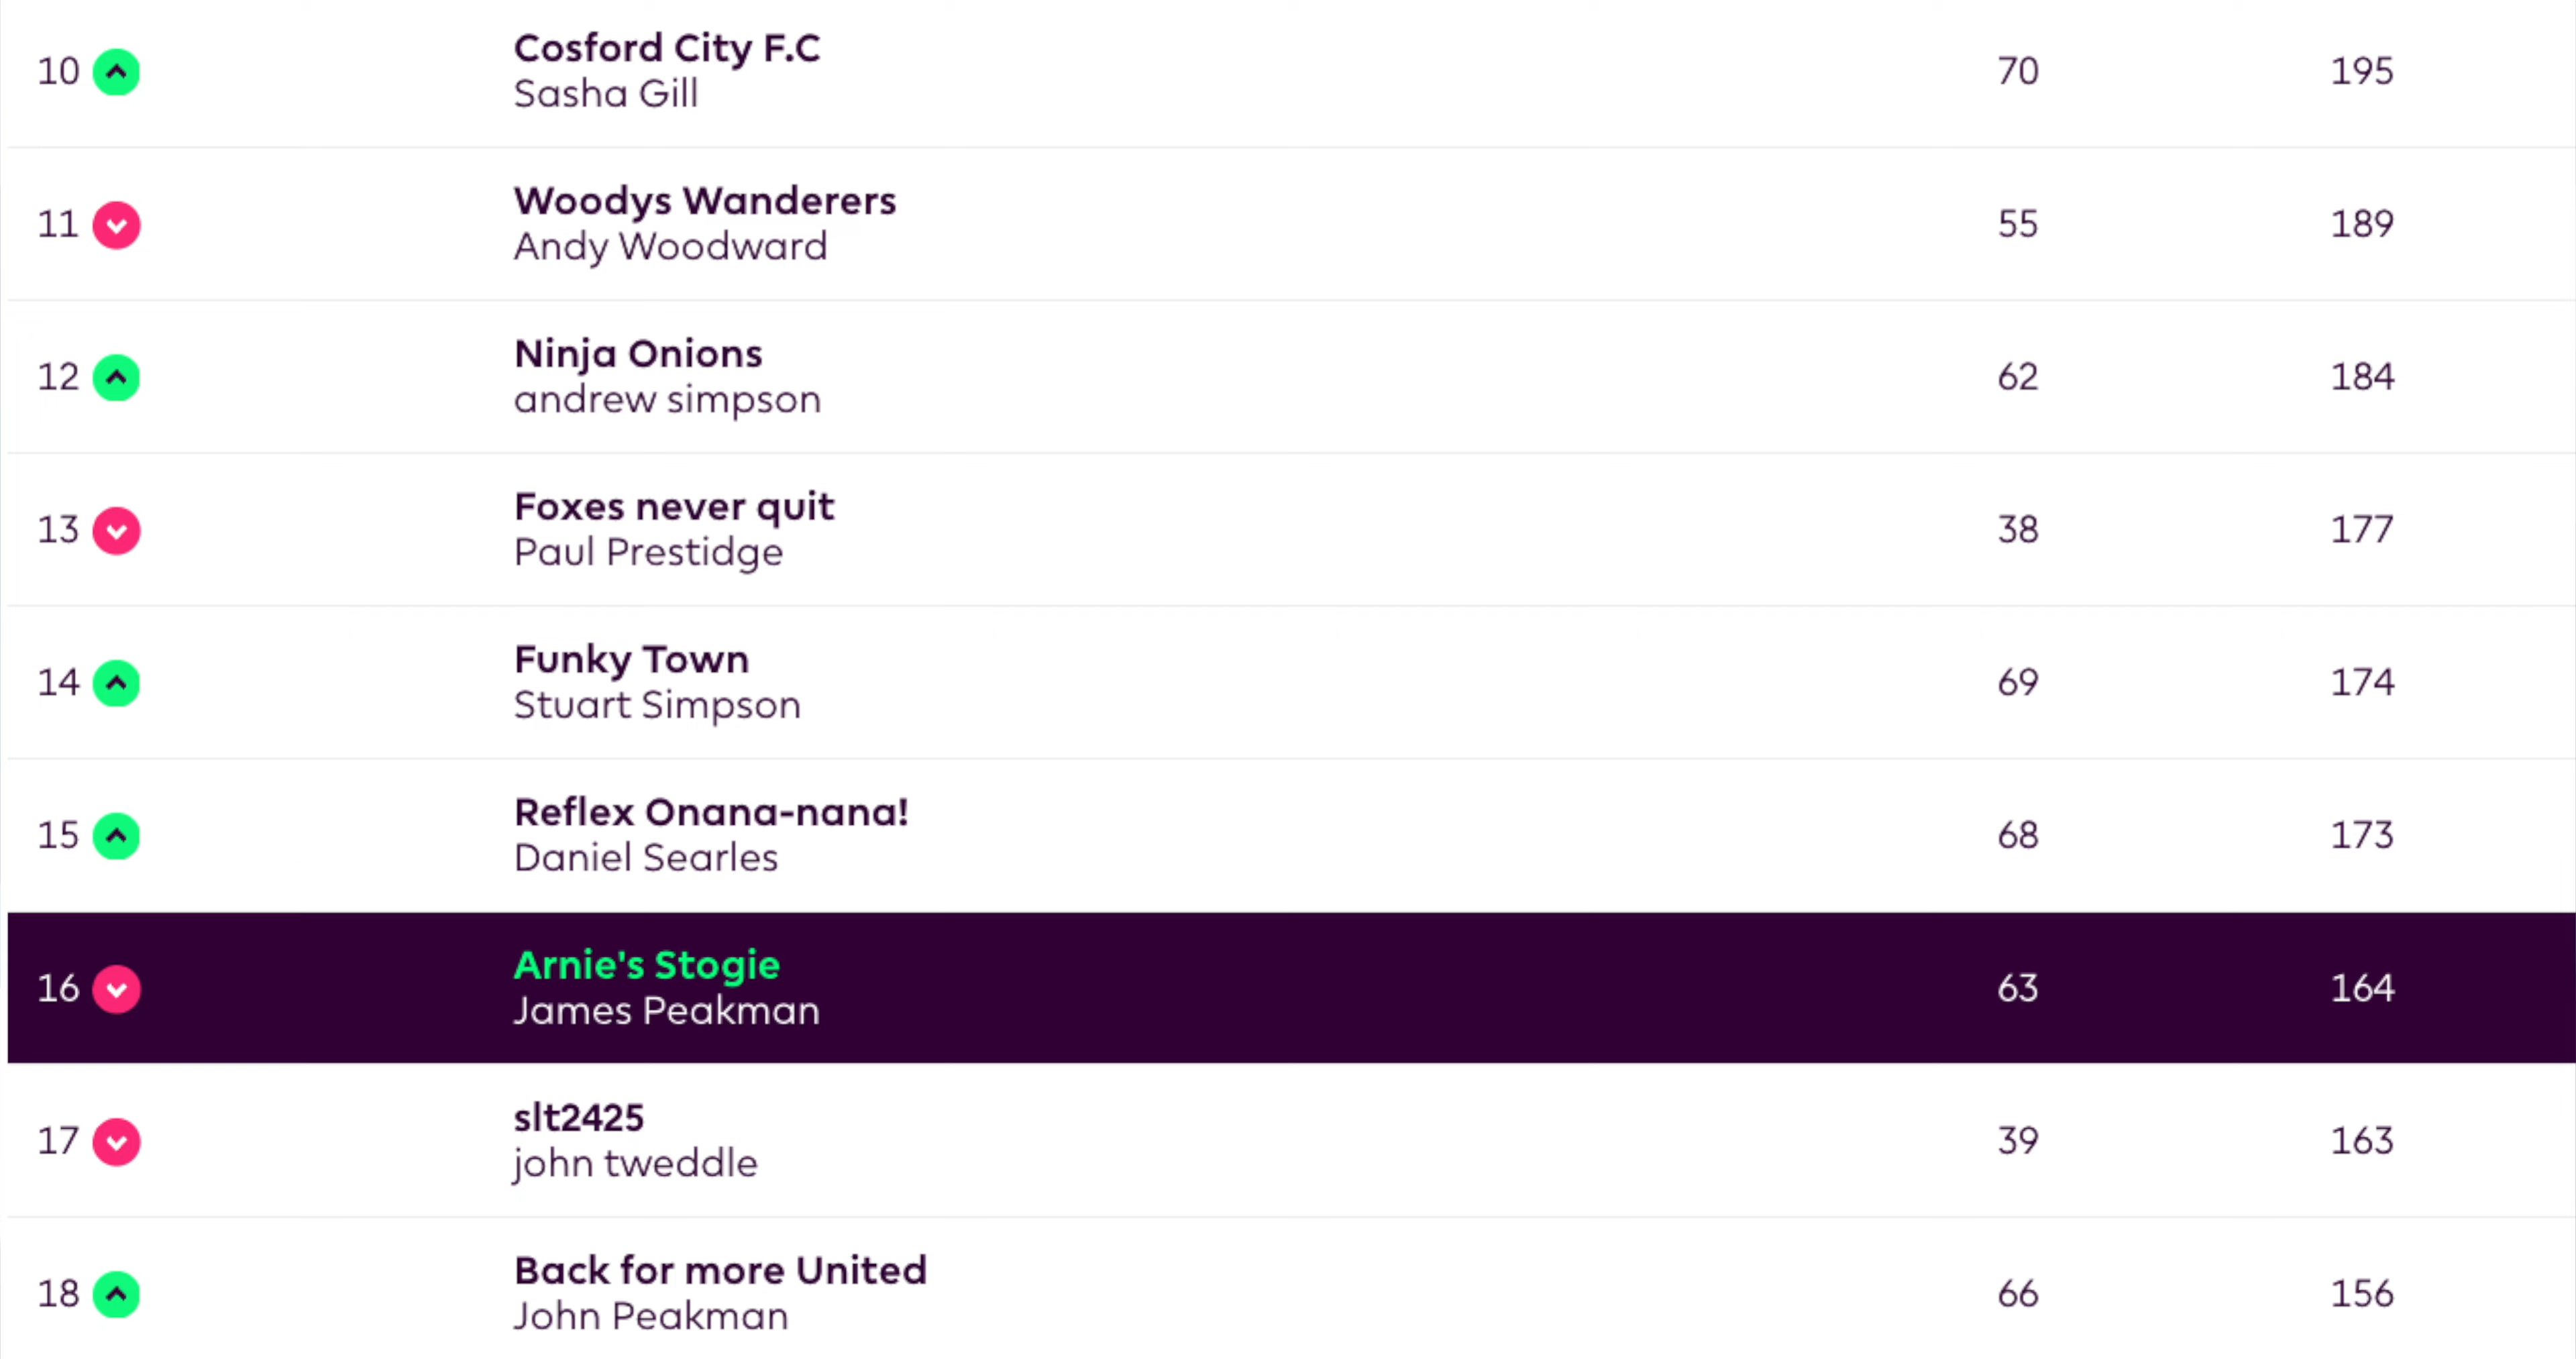 10 Cosford City F.C 70 195
Sasha Gill
11 Woodys Wanderers 55 189
Andy Woodward
12 Ninja Onions 62 184
andrew simpson
13 Foxes never quit 38 177
Paul Prestidge
14 Funky Town 69 174
Stuart Simpson
15 Reflex Onana-nana! 68 173
Daniel Searles
16 Arnie's Stogie 63 164
James Peakman
17 slt2425 39 163
john tweddle
18 Back for more United 66 156
John Peakman